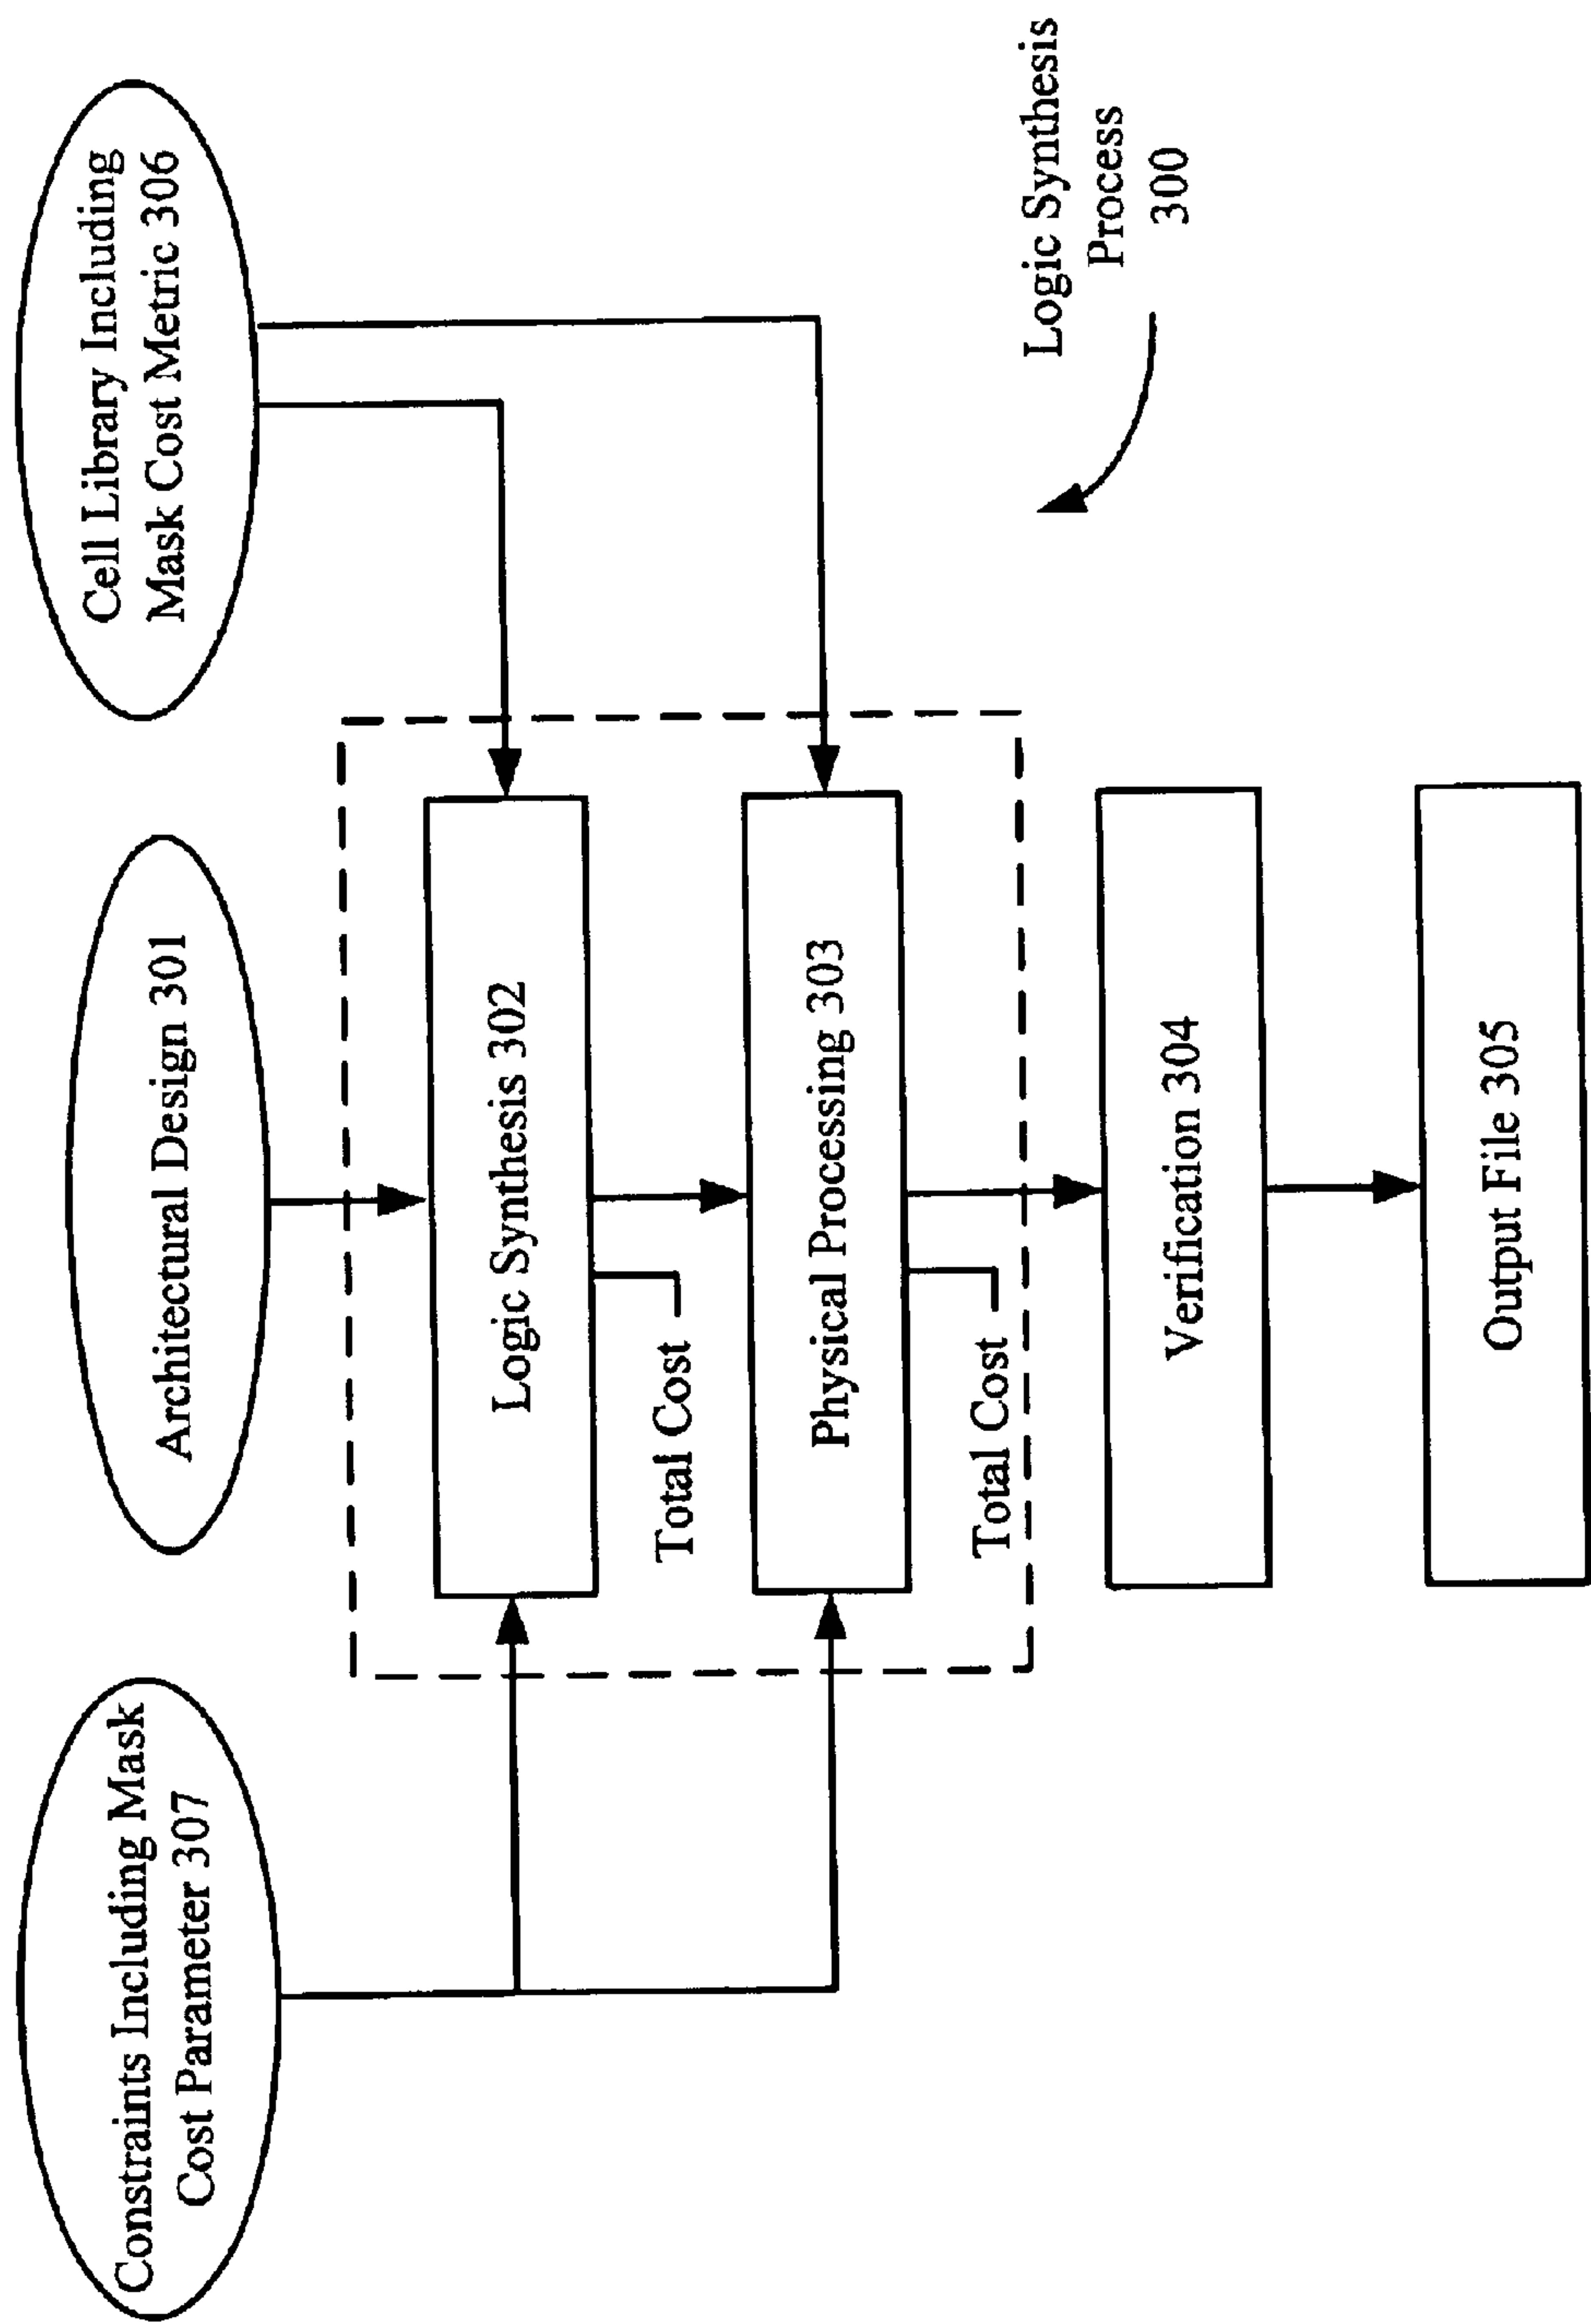 Constraints Including Mask
Cost Parameter 307
Architectural Design 301
Cell Library Including
Mask Cost Metric 306
Logic Synthesis 302
Total Cost
Physical Processing 303
Total Cost
Verification 304
Output File 305
Logic Synthesis
Process
300